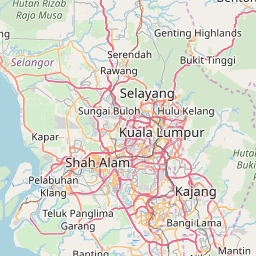 Hutan Rizab
Raja Musa
Genting Highlands
Serendah
Bukit Tinggi
Selangor
Rawang
Selayang
Sungai Buloh
Hulu Kelang
Kapar
Kuala Lumpur
Shah Alam
Pelabuhan
Klang
Kajang
Teluk Panglima
Garang
Bangi Lama
Banting
Mantin